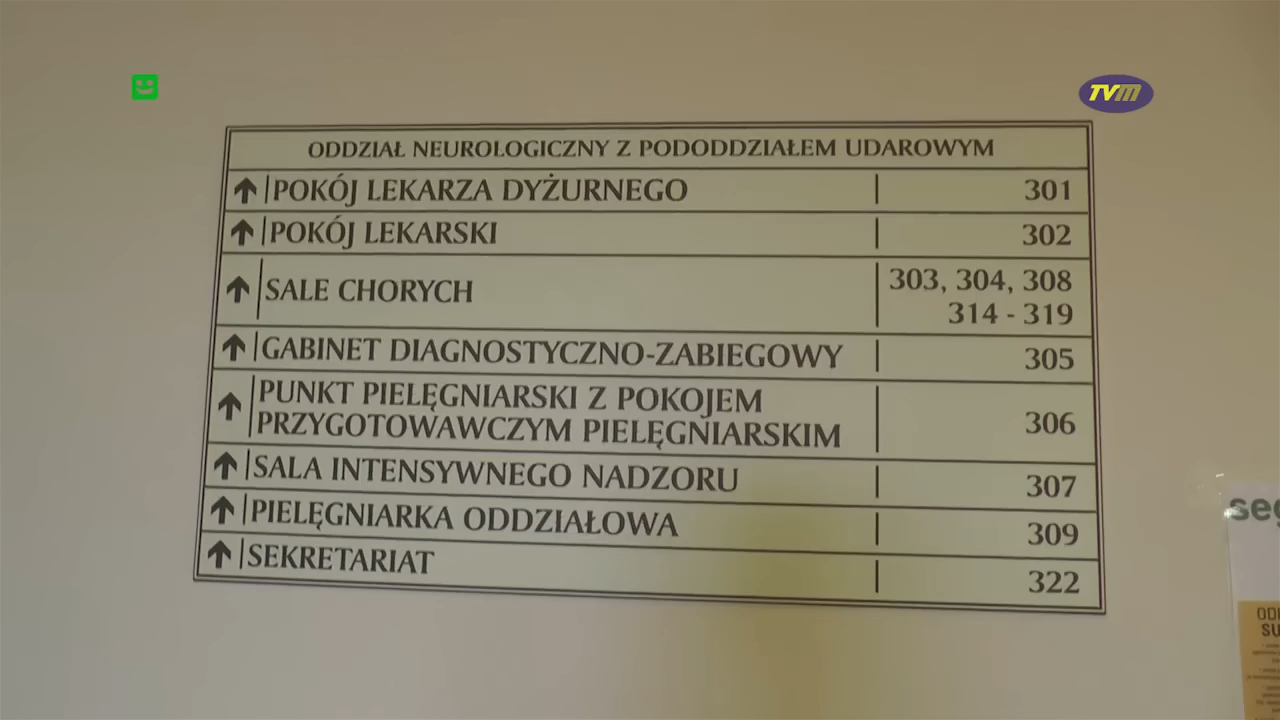 TVM
ODDZIAŁ NEUROLOGICZNY Z PODODDZIAŁEM UDAROWYM
POKÓJ LEKARZA DYŻURNEGO 301
POKÓJ LEKARSKI 302
SALE CHORYCH 303, 304, 308
314 - 319
GABINET DIAGNOSTYCZNO-ZABIEGOWY 305
PUNKT PIELĘGNIARSKI Z POKOJEM
PRZYGOTOWAWCZYM PIELĘGNIARSKIM 306
SALA INTENSYWNEGO NADZORU 307
PIELĘGNIARKA ODDZIAŁOWA 309
SEKRETARIAT 322